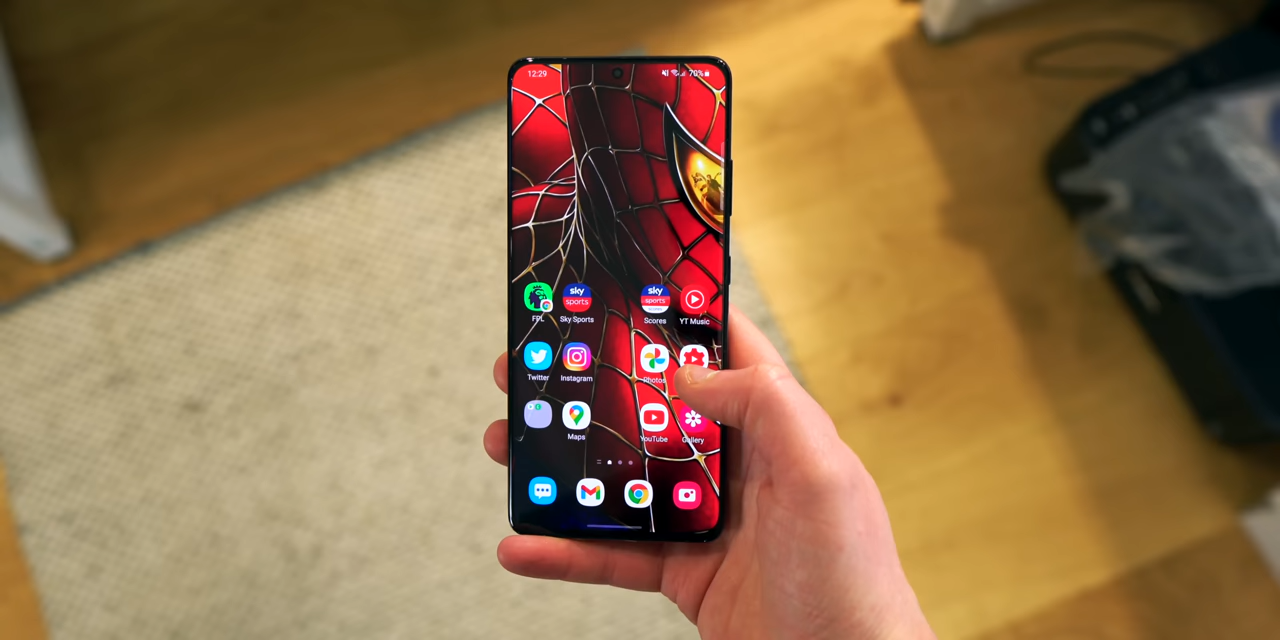 12:29
70%
sky
sports
sky
sports
FPL
Sky Sports
Scores
YT Music
Twitter
Instagram
Photos
Maps
YouTube
Gallery